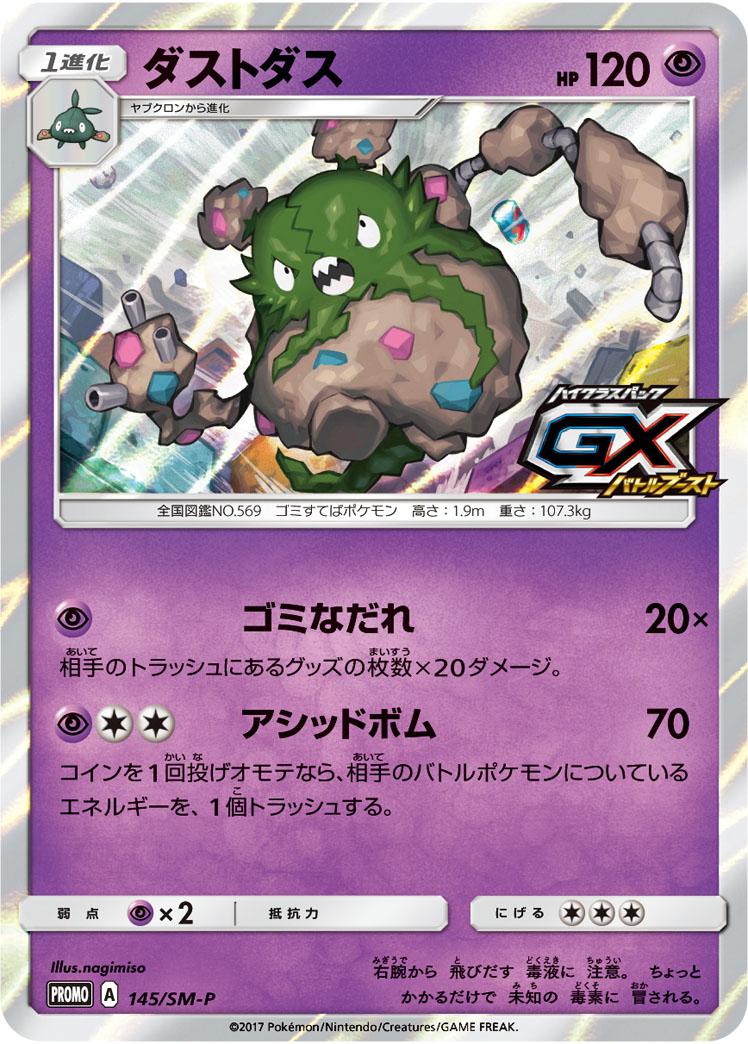 1進化
ダストダス
HP 120
ヤブクロンから進化
ハイクラスパック
GX
バトルブースト
全国図鑑NO.569 ゴミすてばポケモン 高さ：1.9m 重さ：107.3kg
ゴミなだれ 20×
相手のトラッシュにあるグッズの枚数×20ダメージ。
アシッドボム 70
コインを1回投げオモテなら、相手のバトルポケモンについている
エネルギーを、1個トラッシュする。
弱点 ×2 抵抗力 にげる
Illus.nagimiso
右腕から 飛びだす 毒液に 注意。 ちょっと
かかるだけで 未知の 毒素に 冒される。
PROMO A 145/SM-P
©2017 Pokémon/Nintendo/Creatures/GAME FREAK.